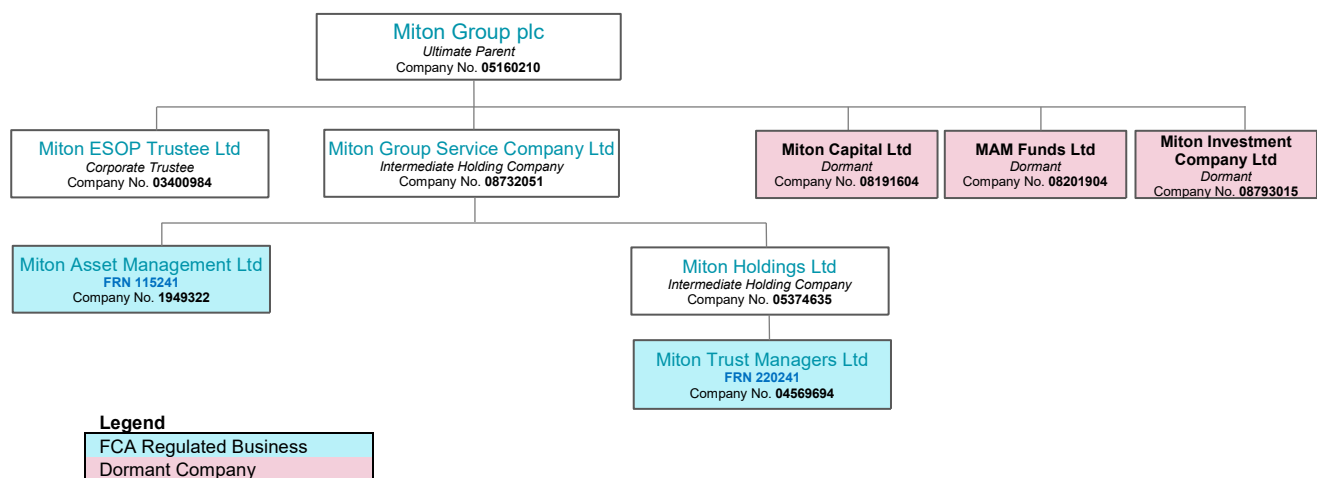 Miton Group plc
Ultimate Parent
Company No. 05160210
Miton ESOP Trustee Ltd
Corporate Trustee
Company No. 03400984
Miton Group Service Company Ltd
Intermediate Holding Company
Company No. 08732051
Miton Capital Ltd
Dormant
Company No. 08191604
MAM Funds Ltd
Dormant
Company No. 08201904
Miton Investment
Company Ltd
Dormant
Company No. 08793015
Miton Asset Management Ltd
FRN 115241
Company No. 1949322
Miton Holdings Ltd
Intermediate Holding Company
Company No. 05374635
Miton Trust Managers Ltd
FRN 220241
Company No. 04569694
Legend
FCA Regulated Business
Dormant Company